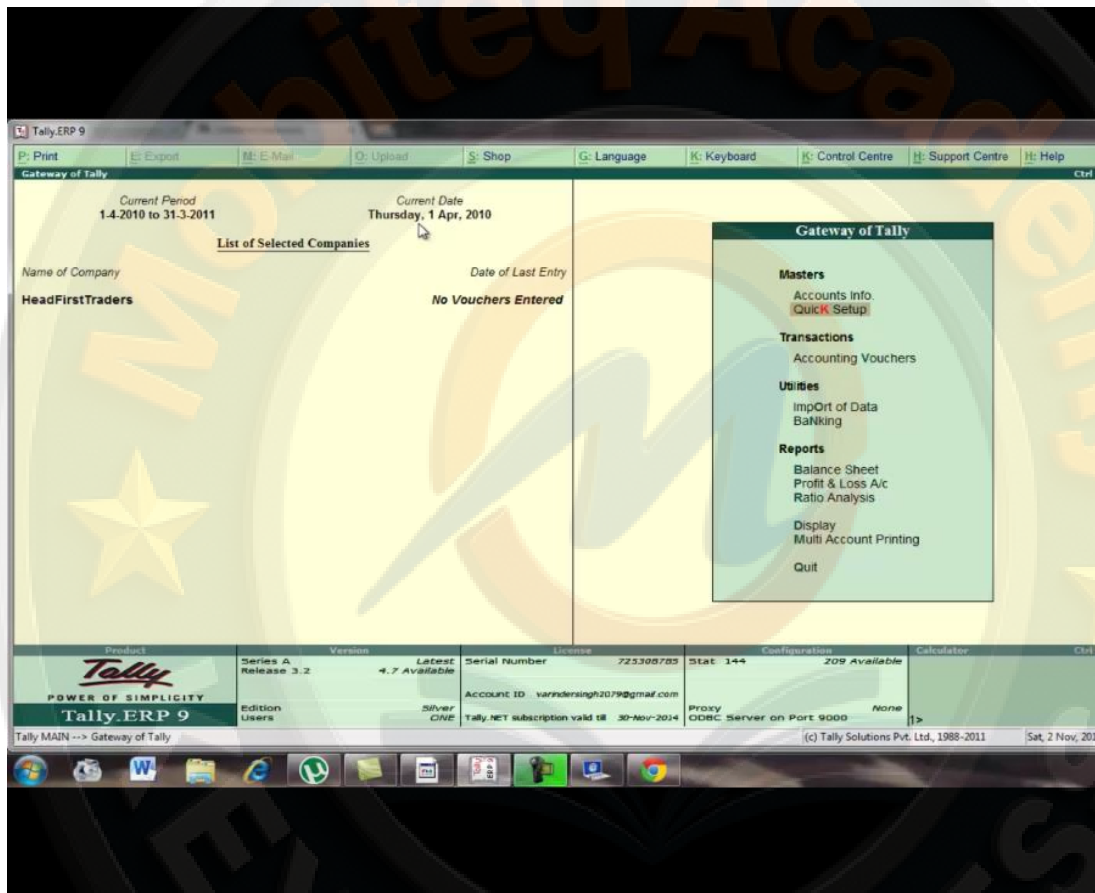 Mobiteq Academy
Tally.ERP 9
P: Print E: Export M: E-Mail O: Upload S: Shop G: Language K: Keyboard K: Control Centre H: Support Centre H: Help
Gateway of Tally Ctrl
Current Period Current Date
1-4-2010 to 31-3-2011 Thursday, 1 Apr, 2010
List of Selected Companies
Name of Company Date of Last Entry
HeadFirstTraders No Vouchers Entered
Gateway of Tally
Masters
Accounts Info.
QuicK Setup
Transactions
Accounting Vouchers
Utilities
ImpOrt of Data
BaNking
Reports
Balance Sheet
Profit & Loss A/c
Ratio Analysis
Display
Multi Account Printing
Quit
Product Version License Configuration Calculator Ctrl
Tally
POWER OF SIMPLICITY
Tally.ERP 9
Series A Latest
Release 3.2 4.7 Available
Edition Silver
Users ONE
Serial Number 725308785
Account ID varindersingh2079@gmail.com
Tally.NET subscription valid till 30-Nov-2014
Stat 144 209 Available
Proxy None
ODBC Server on Port 9000
1>
Tally MAIN --> Gateway of Tally (c) Tally Solutions Pvt. Ltd., 1988-2011 Sat, 2 Nov, 201